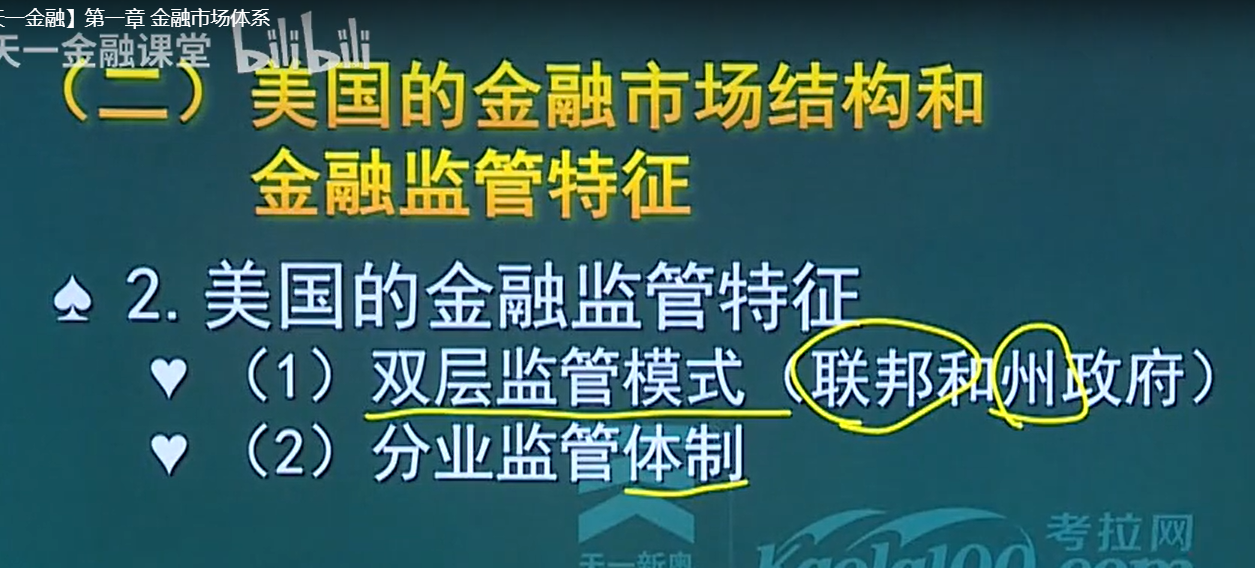 天一金融】第一章 金融市场体系
天一金融课堂 bilibili
（二）美国的金融市场结构和
金融监管特征
♠ 2.美国的金融监管特征
♥（1）双层监管模式（联邦和州政府）
♥（2）分业监管体制
天一新奥
Kaola100.com 考拉网